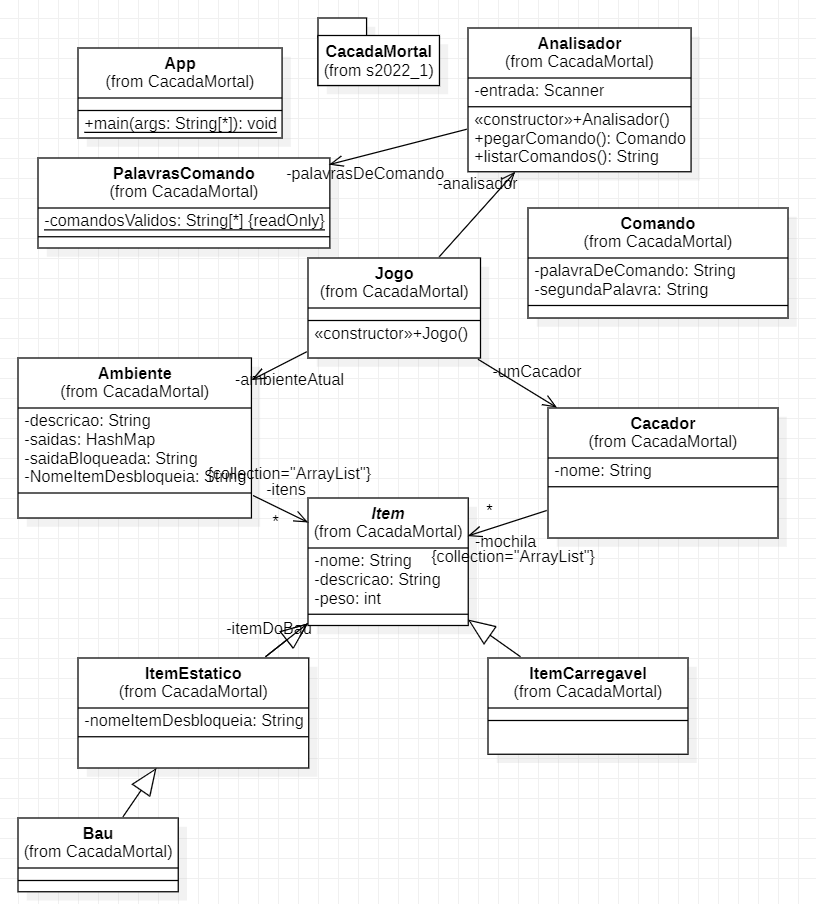 App
(from CacadaMortal)
+main(args: String[*]): void
CacadaMortal
(from s2022_1)
Analisador
(from CacadaMortal)
-entrada: Scanner
«constructor»+Analisador()
+pegarComando(): Comando
+listarComandos(): String
PalavrasComando
(from CacadaMortal)
-comandosValidos: String[*] {readOnly}
-palavrasDeComando
-analisador
Comando
(from CacadaMortal)
-palavraDeComando: String
-segundaPalavra: String
Jogo
(from CacadaMortal)
«constructor»+Jogo()
-ambienteAtual
-umCacador
Ambiente
(from CacadaMortal)
-descricao: String
-saidas: HashMap
-saidaBloqueada: String
-NomeItemDesbloqueia: String
{collection="ArrayList"}
-itens
*
Cacador
(from CacadaMortal)
-nome: String
*
-mochila
{collection="ArrayList"}
Item
(from CacadaMortal)
-nome: String
-descricao: String
-peso: int
-itemDoBau
ItemEstatico
(from CacadaMortal)
-nomeItemDesbloqueia: String
ItemCarregavel
(from CacadaMortal)
Bau
(from CacadaMortal)